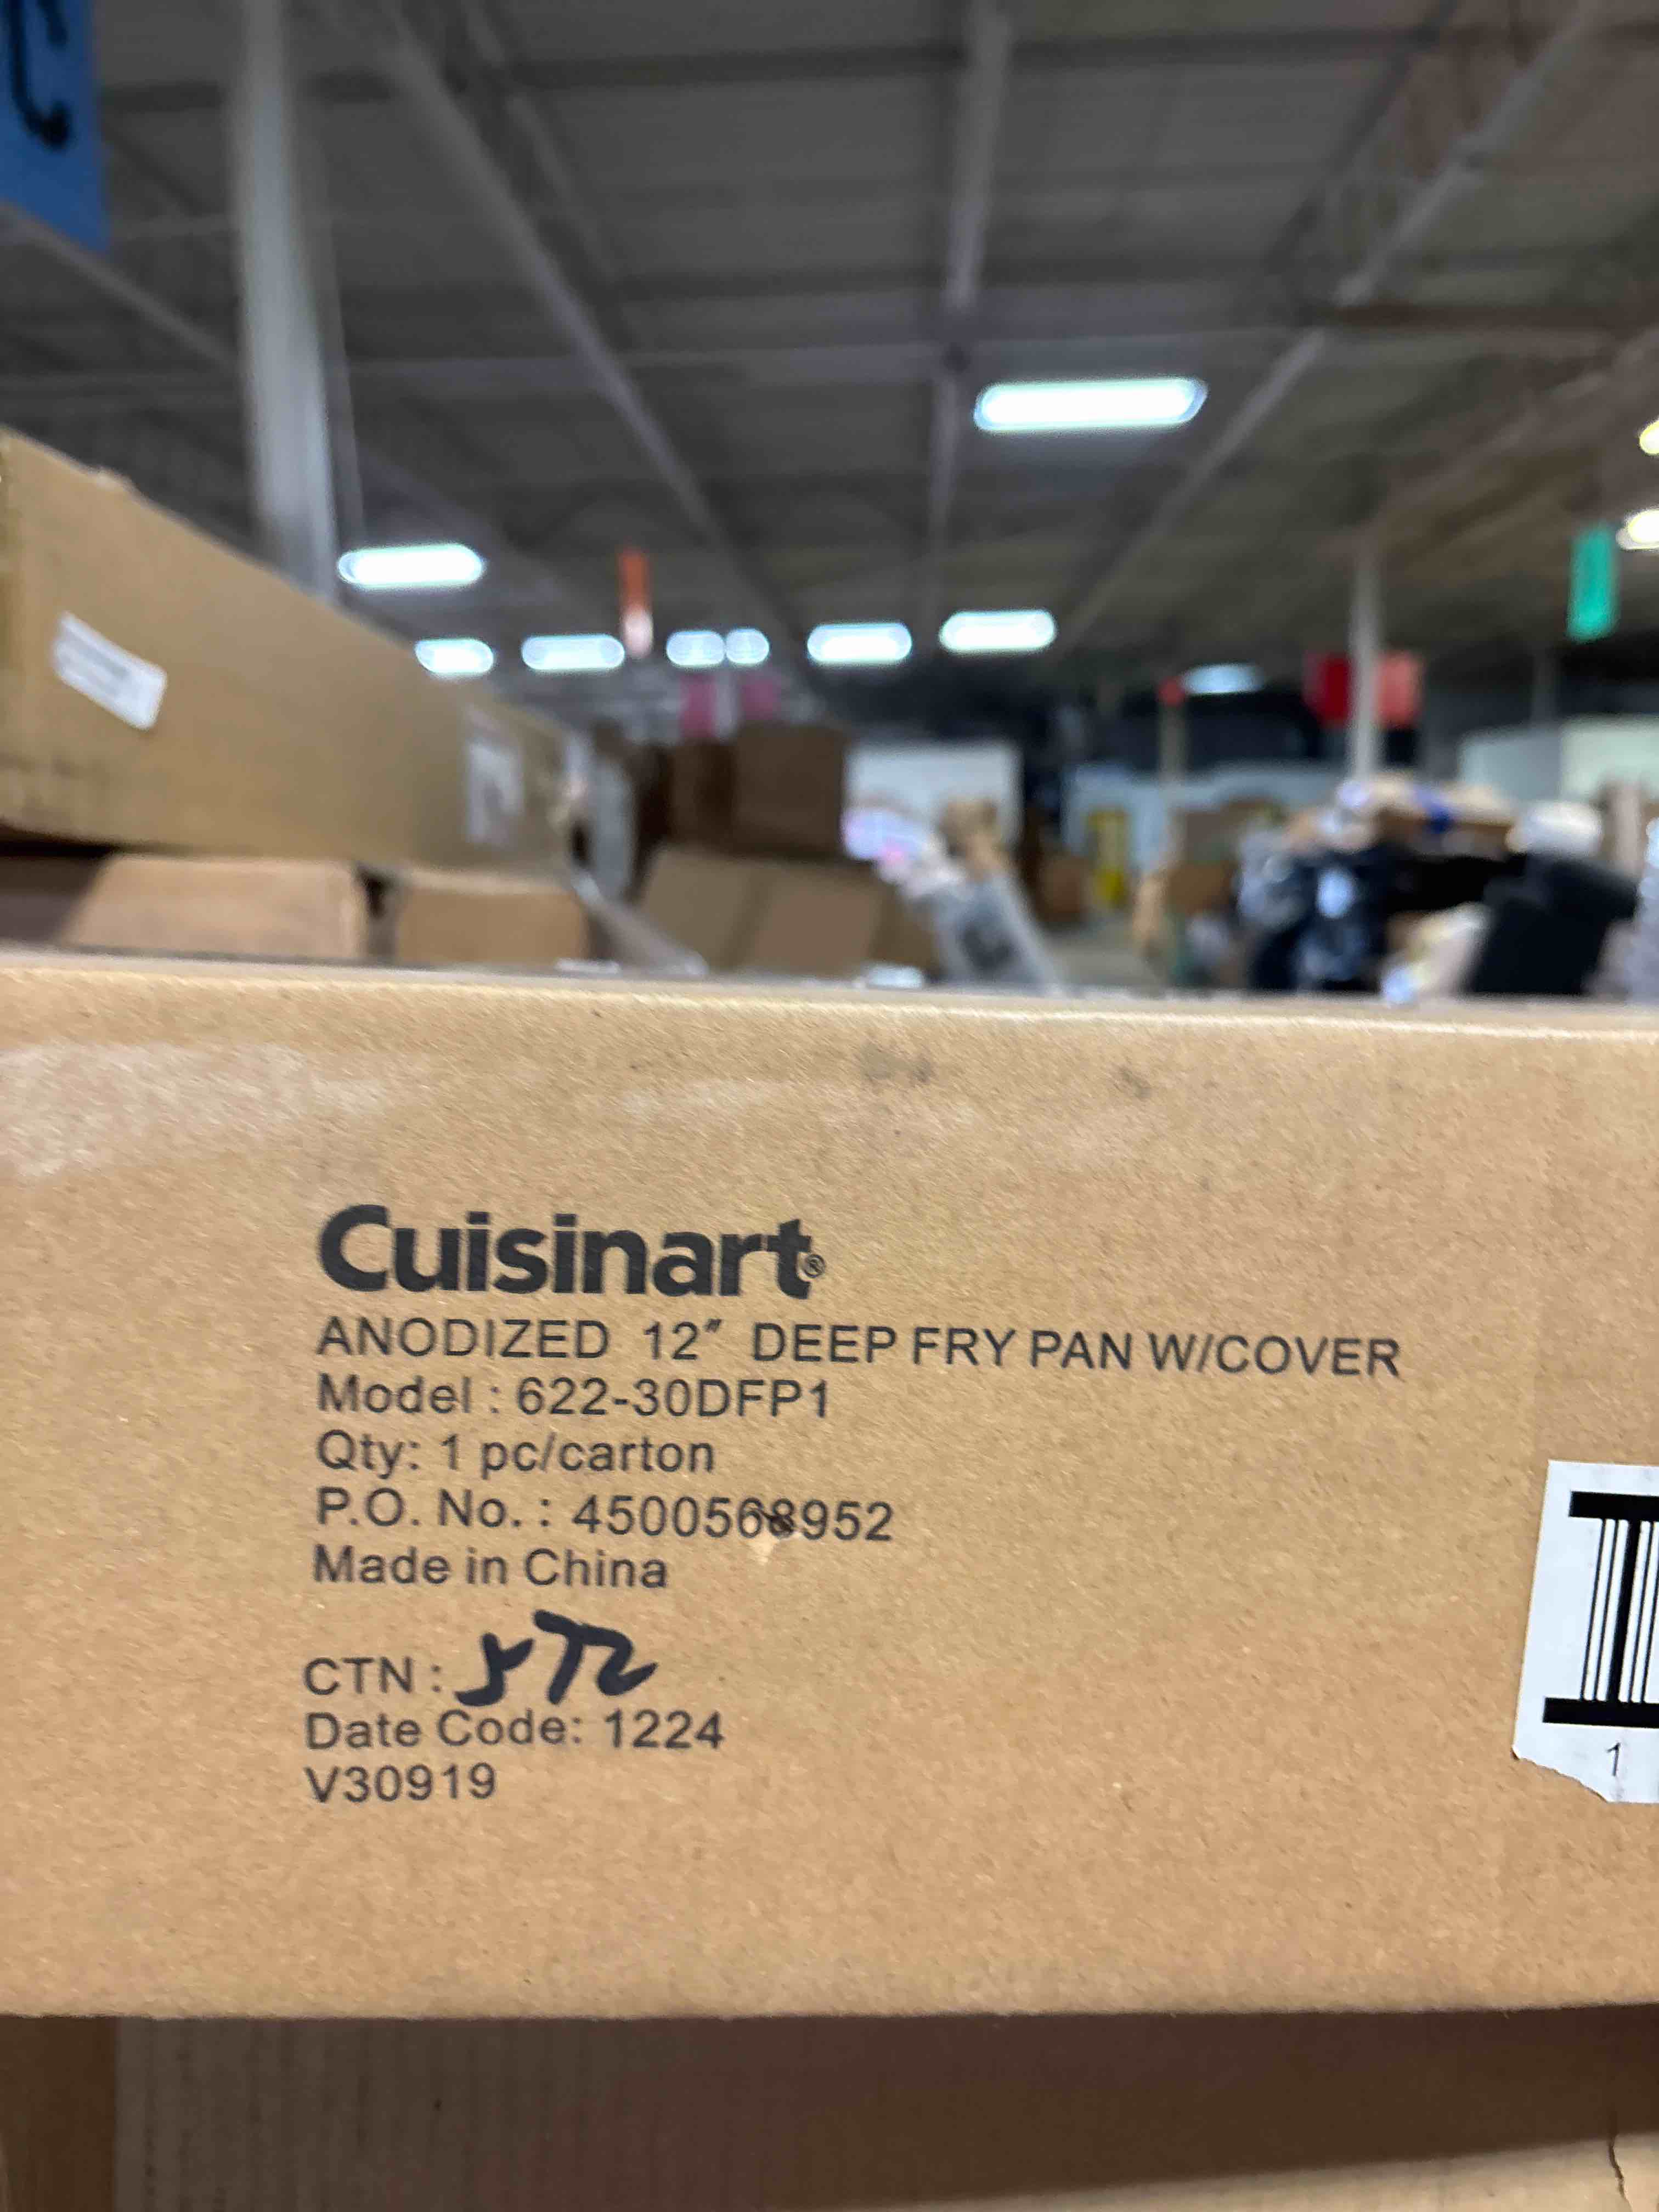 Cuisinart®
ANODIZED 12″ DEEP FRY PAN W/COVER
Model : 622-30DFP1
Qty: 1 pc/carton
P.O. No. : 4500568952
Made in China
CTN : 572
Date Code: 1224
V30919
1